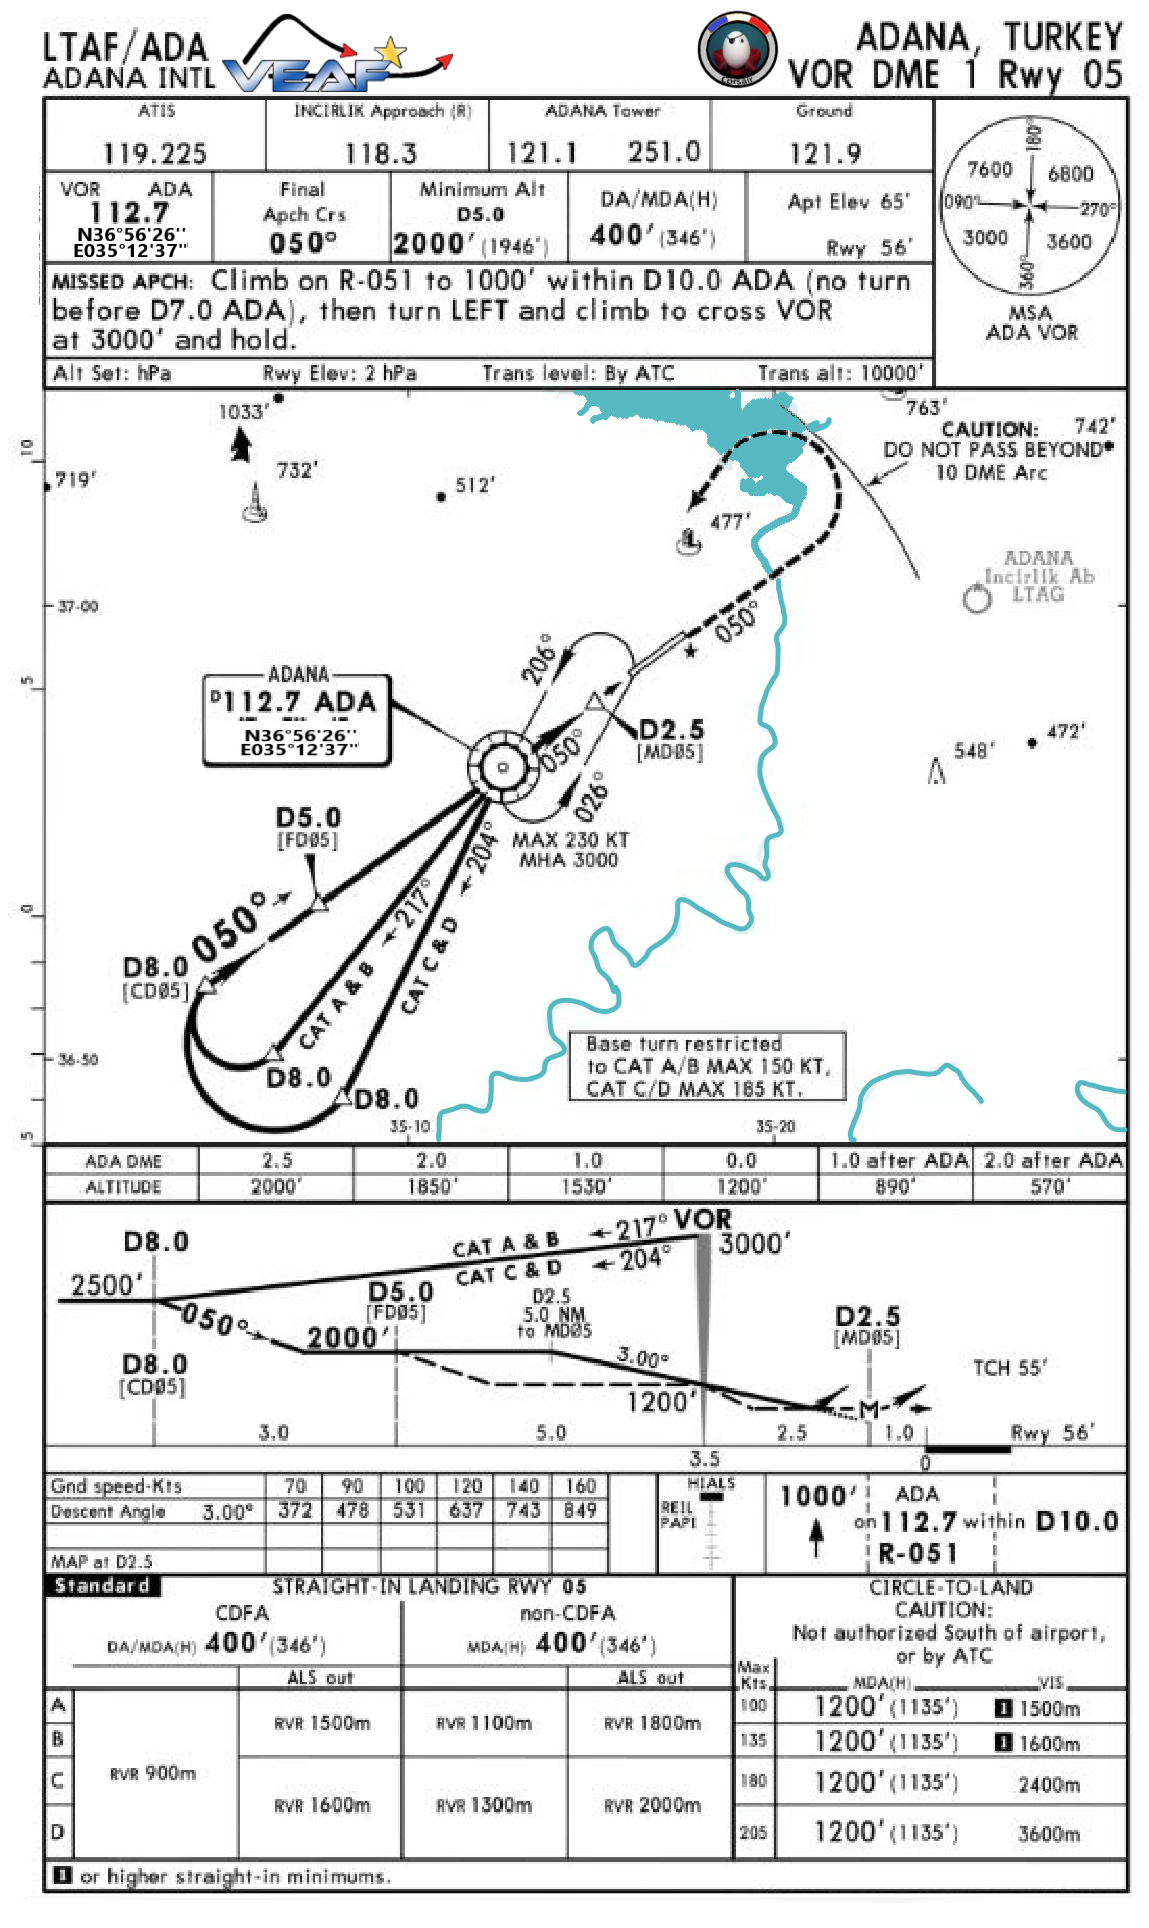 LTAF/ADA
ADANA INTL
VEAF
Corsair
ADANA, TURKEY
VOR DME 1 Rwy 05
ATIS
119.225
INCIRLIK Approach (R)
118.3
ADANA Tower
121.1 251.0
Ground
121.9
VOR ADA
112.7
N36°56'26''
E035°12'37''
Final
Apch Crs
050°
Minimum Alt
D5.0
2000' (1946')
DA/MDA(H)
400' (346')
Apt Elev 65'
Rwy 56'
180°
7600 6800
090° 270°
3000 3600
360°
MSA
ADA VOR
MISSED APCH: Climb on R-051 to 1000' within D10.0 ADA (no turn
before D7.0 ADA), then turn LEFT and climb to cross VOR
at 3000' and hold.
Alt Set: hPa Rwy Elev: 2 hPa Trans level: By ATC Trans alt: 10000'
1033'
763'
CAUTION:
DO NOT PASS BEYOND
10 DME Arc
742'
10
719'
732'
512'
477'
ADANA
Incirlik Ab
LTAG
37-00
050°
206°
5
ADANA
D 112.7 ADA
N36°56'26''
E035°12'37''
D2.5
[MD05]
050°
026°
472'
548'
D5.0
[FD05]
MAX 230 KT
MHA 3000
204°
217°
050°
0
CAT A & B
CAT C & D
D8.0
[CD05]
36-50
D8.0
D8.0
Base turn restricted
to CAT A/B MAX 150 KT,
CAT C/D MAX 185 KT.
35-10
35-20
5
ADA DME 2.5 2.0 1.0 0.0 1.0 after ADA 2.0 after ADA
ALTITUDE 2000' 1850' 1530' 1200' 890' 570'
D8.0
CAT A & B 217° VOR
CAT C & D 204° 3000'
2500'
050°
D5.0
[FD05]
2000'
D2.5
5.0 NM
to MD05
D8.0
[CD05]
3.00°
1200'
D2.5
[MD05]
TCH 55'
M
3.0 5.0 2.5 1.0 Rwy 56'
3.5 0
Gnd speed-Kts 70 90 100 120 140 160
Descent Angle 3.00° 372 478 531 637 743 849
MAP at D2.5
HIALS
REIL
PAPI
1000'
ADA
on 112.7 within D10.0
R-051
Standard STRAIGHT-IN LANDING RWY 05
CDFA
DA/MDA(H) 400' (346')
non-CDFA
MDA(H) 400' (346')
ALS out
ALS out
A
B
C
D
RVR 900m
RVR 1500m RVR 1100m RVR 1800m
RVR 1600m RVR 1300m RVR 2000m
CIRCLE-TO-LAND
CAUTION:
Not authorized South of airport,
or by ATC
Max
Kts. MDA(H) VIS
100 1200' (1135') 1 1500m
135 1200' (1135') 1 1600m
180 1200' (1135') 2400m
205 1200' (1135') 3600m
1 or higher straight-in minimums.